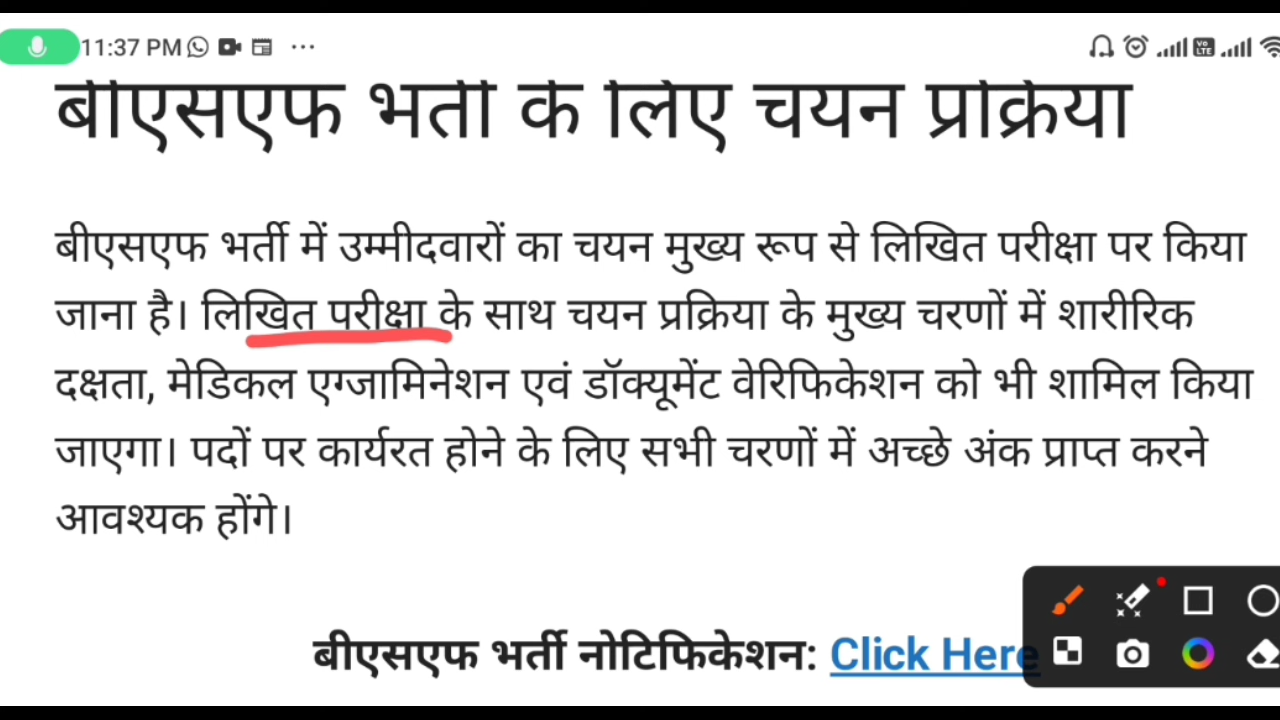 11:37 PM
बीएसएफ भर्ती के लिए चयन प्रक्रिया
बीएसएफ भर्ती में उम्मीदवारों का चयन मुख्य रूप से लिखित परीक्षा पर किया
जाना है। लिखित परीक्षा के साथ चयन प्रक्रिया के मुख्य चरणों में शारीरिक
दक्षता, मेडिकल एग्जामिनेशन एवं डॉक्यूमेंट वेरिफिकेशन को भी शामिल किया
जाएगा। पदों पर कार्यरत होने के लिए सभी चरणों में अच्छे अंक प्राप्त करने
आवश्यक होंगे।
बीएसएफ भर्ती नोटिफिकेशन: Click Here